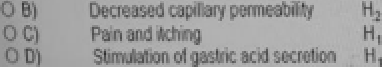 O B) Decreased capillary permeability H₂
O C) Pain and itching H₁
O D) Stimulation of gastric acid secretion H₁